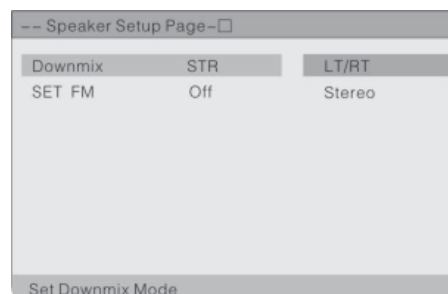 -- Speaker Setup Page-□
Downmix STR LT/RT
SET FM Off Stereo
Set Downmix Mode